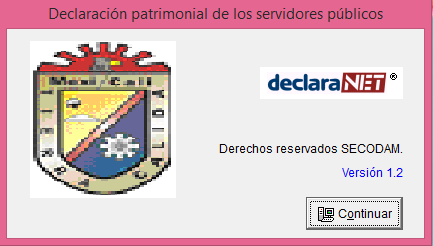 Declaración patrimonial de los servidores públicos
declaraNET®
Derechos reservados SECODAM.
Versión 1.2
Continuar